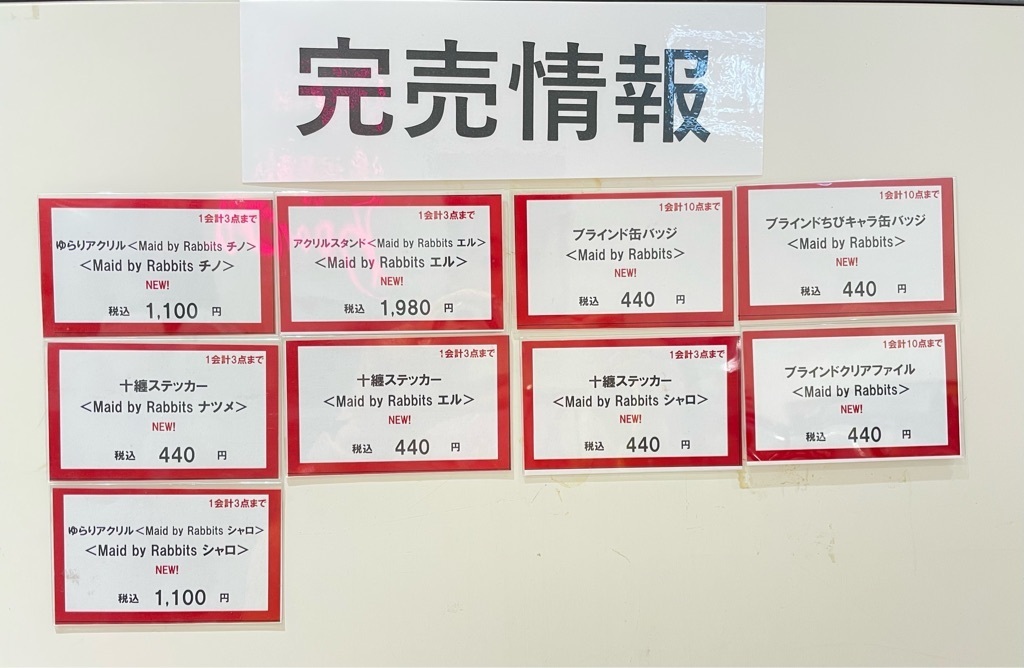 完売情報
1会計3点まで
ゆらりアクリル＜Maid by Rabbits チノ＞
＜Maid by Rabbits チノ＞
NEW!
税込 1,100 円
1会計3点まで
アクリルスタンド＜Maid by Rabbits エル＞
＜Maid by Rabbits エル＞
NEW!
税込 1,980 円
1会計10点まで
ブラインド缶バッジ
＜Maid by Rabbits＞
NEW!
税込 440 円
1会計10点まで
ブラインドちびキャラ缶バッジ
＜Maid by Rabbits＞
NEW!
税込 440 円
1会計3点まで
十纏ステッカー
＜Maid by Rabbits ナツメ＞
NEW!
税込 440 円
1会計3点まで
十纏ステッカー
＜Maid by Rabbits エル＞
NEW!
税込 440 円
1会計3点まで
十纏ステッカー
＜Maid by Rabbits シャロ＞
NEW!
税込 440 円
1会計10点まで
ブラインドクリアファイル
＜Maid by Rabbits＞
NEW!
税込 440 円
1会計3点まで
ゆらりアクリル＜Maid by Rabbits シャロ＞
＜Maid by Rabbits シャロ＞
NEW!
税込 1,100 円